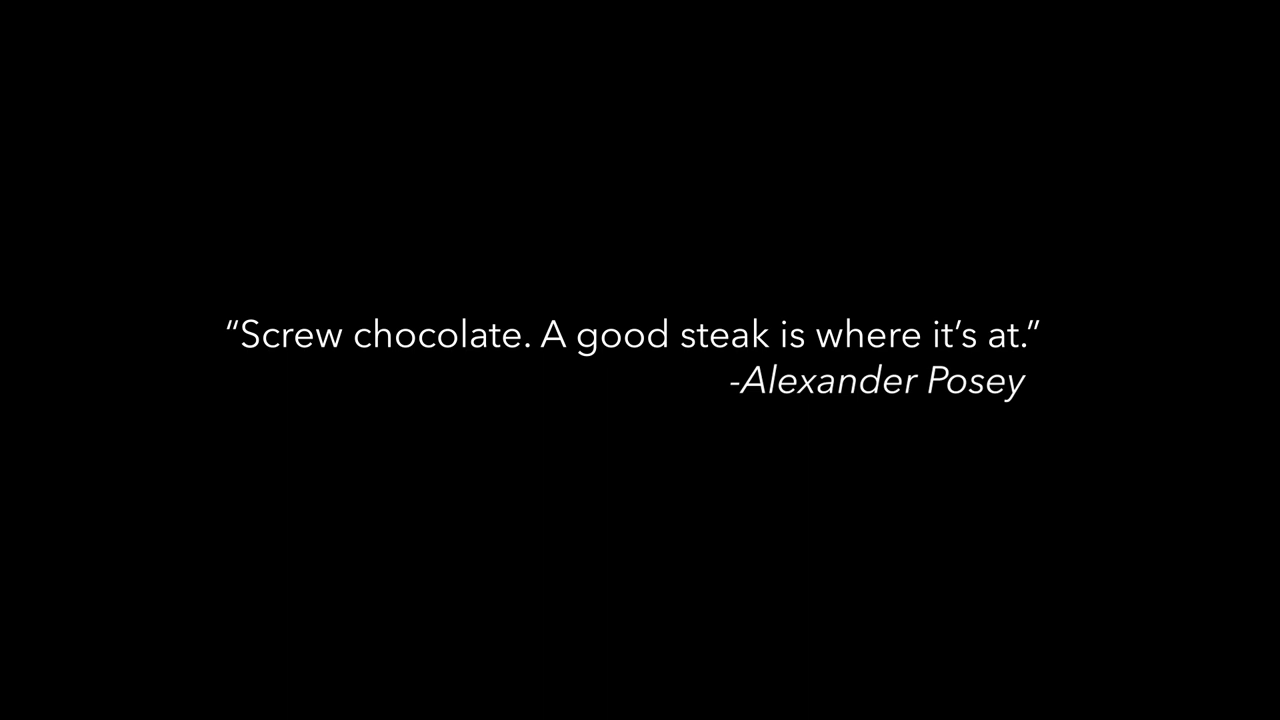 “Screw chocolate. A good steak is where it‘s at.”
-Alexander Posey